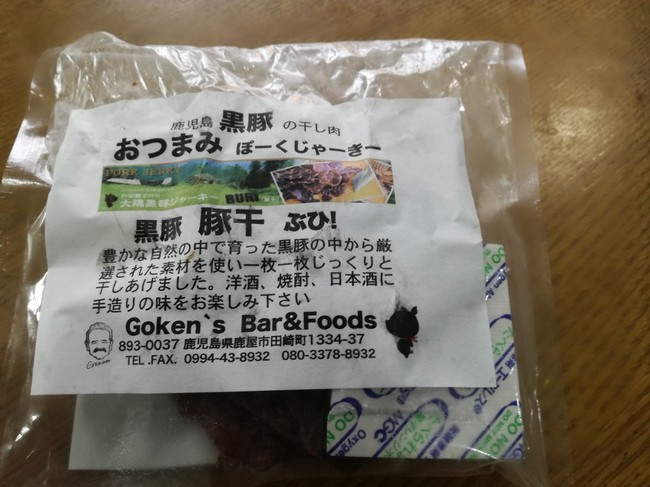 鹿児島 黒豚 の干し肉
おつまみ ぽーくじゃーきー
PORK JERKY
大隅黒豚ジャーキー BURI
黒豚 豚干 ぶひ!
豊かな自然の中で育った黒豚の中から厳
選された素材を使い一枚一枚じっくりと
干しあげました。洋酒、焼酎、日本酒に
手造りの味をお楽しみ下さい
Goken`s Bar&Foods
893-0037 鹿児島県鹿屋市田崎町1334-37
TEL .FAX. 0994-43-8932 080-3378-8932